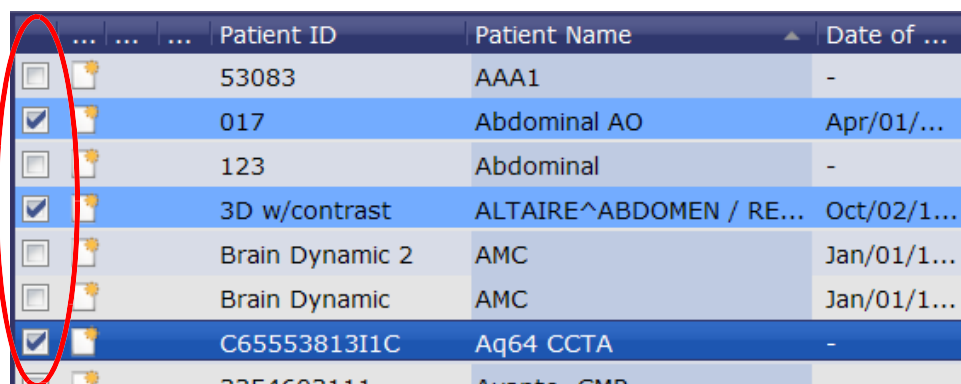 ... ... ... Patient ID Patient Name Date of ...
53083 AAA1 -
017 Abdominal AO Apr/01/...
123 Abdominal -
3D w/contrast ALTAIRE^ABDOMEN / RE... Oct/02/1...
Brain Dynamic 2 AMC Jan/01/1...
Brain Dynamic AMC Jan/01/1...
C65553813I1C Aq64 CCTA -